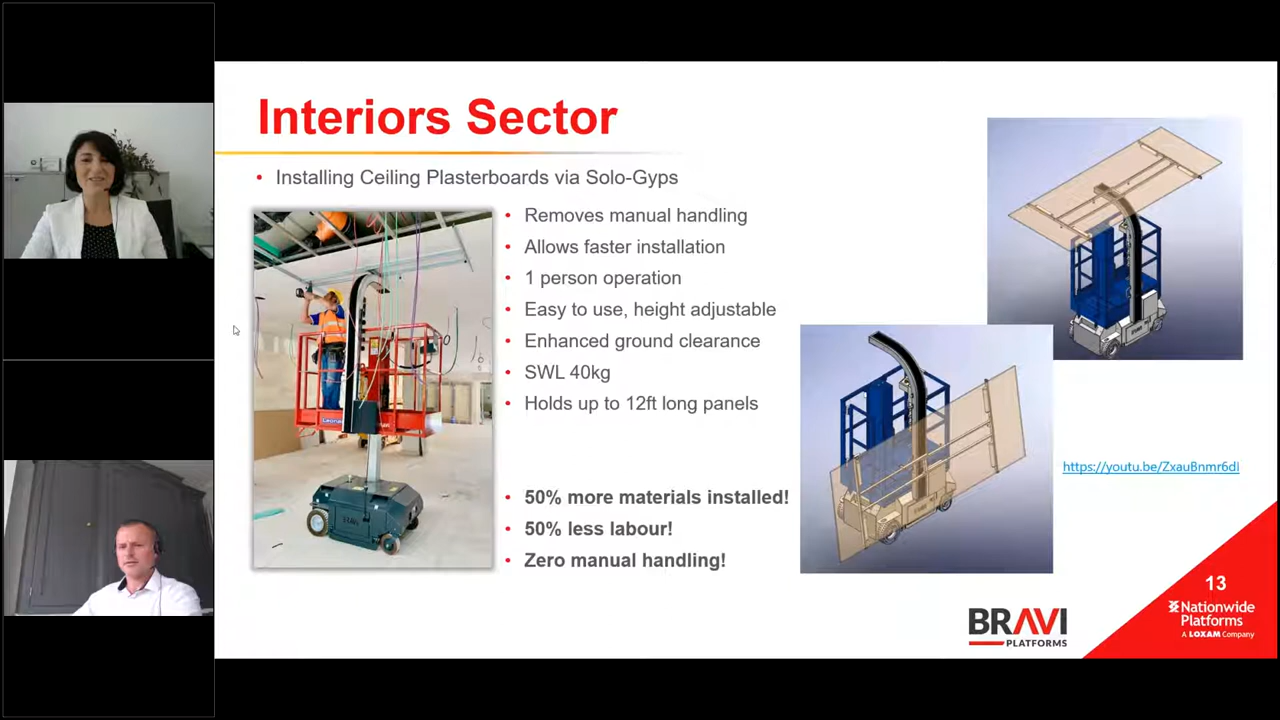 Interiors Sector
• Installing Ceiling Plasterboards via Solo-Gyps
• Removes manual handling
• Allows faster installation
• 1 person operation
• Easy to use, height adjustable
• Enhanced ground clearance
• SWL 40kg
• Holds up to 12ft long panels
• 50% more materials installed!
• 50% less labour!
• Zero manual handling!
https://youtu.be/ZxauBnmr6dI
BRAVI
PLATFORMS
13
Nationwide
Platforms
A LOXAM Company